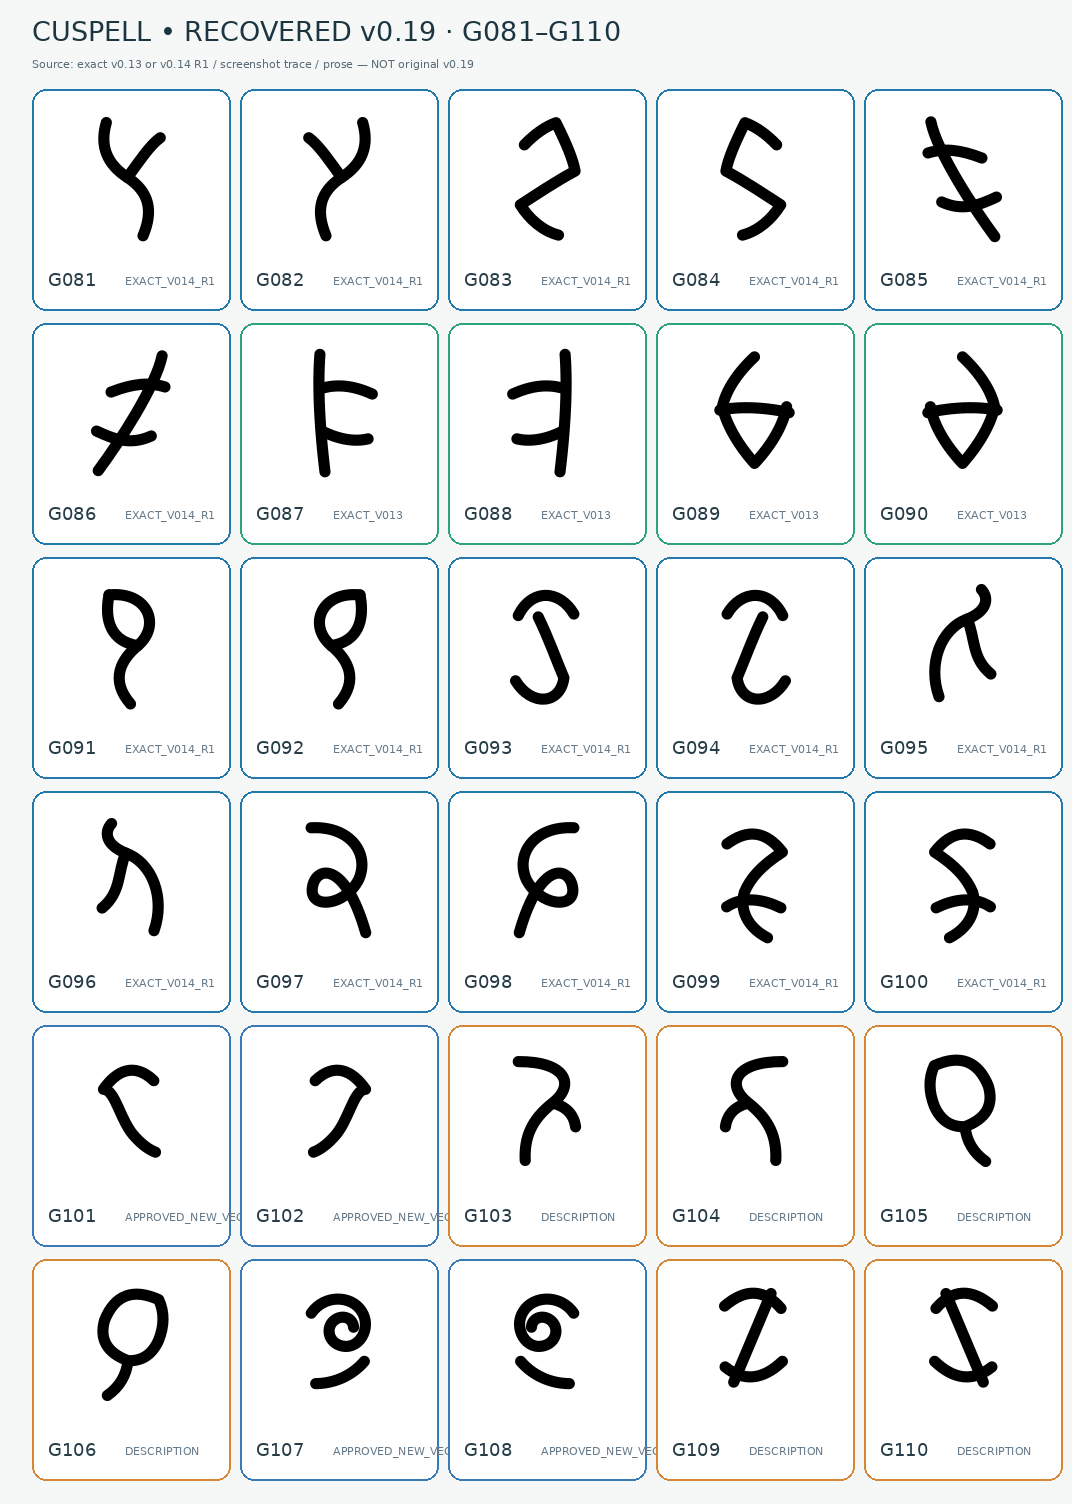 CUSPELL • RECOVERED v0.19 · G081–G110
Source: exact v0.13 or v0.14 R1 / screenshot trace / prose — NOT original v0.19
G081 EXACT_V014_R1 G082 EXACT_V014_R1 G083 EXACT_V014_R1 G084 EXACT_V014_R1 G085 EXACT_V014_R1
G086 EXACT_V014_R1 G087 EXACT_V013 G088 EXACT_V013 G089 EXACT_V013 G090 EXACT_V013
G091 EXACT_V014_R1 G092 EXACT_V014_R1 G093 EXACT_V014_R1 G094 EXACT_V014_R1 G095 EXACT_V014_R1
G096 EXACT_V014_R1 G097 EXACT_V014_R1 G098 EXACT_V014_R1 G099 EXACT_V014_R1 G100 EXACT_V014_R1
G101 APPROVED_NEW_VEC G102 APPROVED_NEW_VEC G103 DESCRIPTION G104 DESCRIPTION G105 DESCRIPTION
G106 DESCRIPTION G107 APPROVED_NEW_VEC G108 APPROVED_NEW_VEC G109 DESCRIPTION G110 DESCRIPTION